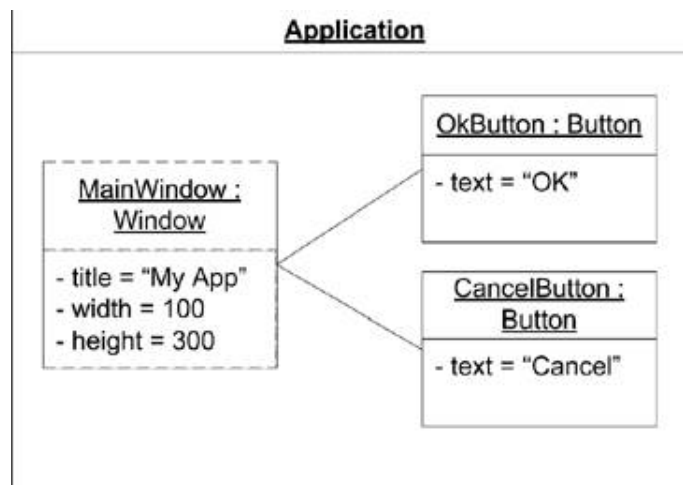 Application
MainWindow :
Window
- title = “My App”
- width = 100
- height = 300
OkButton : Button
- text = “OK”
CancelButton :
Button
- text = “Cancel”